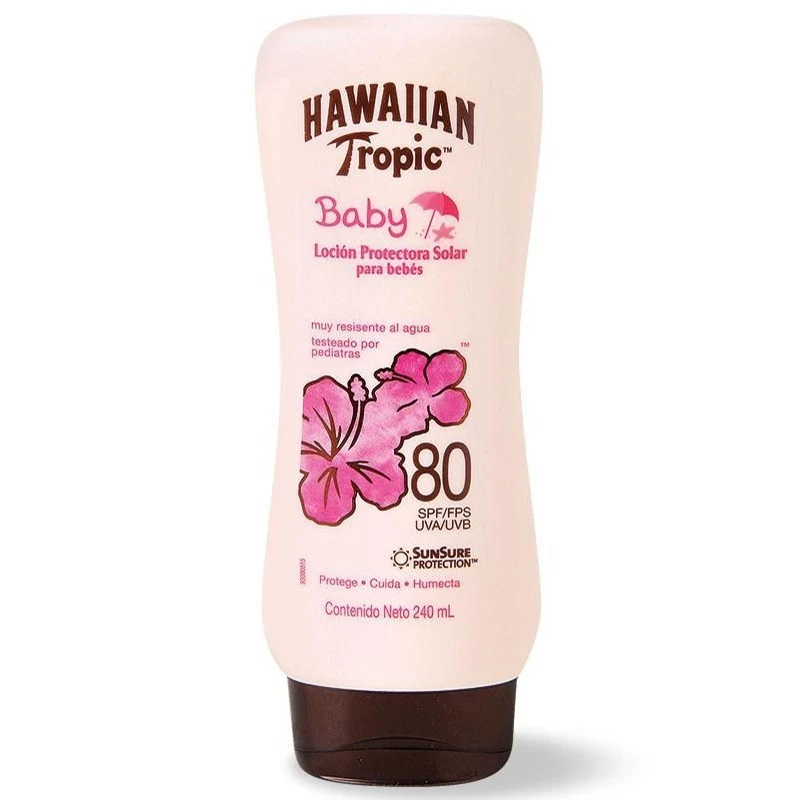 HAWAIIAN
Tropic™
Baby
Loción Protectora Solar
para bebés
muy resisente al agua
testeado por
pediatras
™
80
SPF/FPS
UVA/UVB
SUNSURE
PROTECTION™
Protege • Cuida • Humecta
Contenido Neto 240 mL